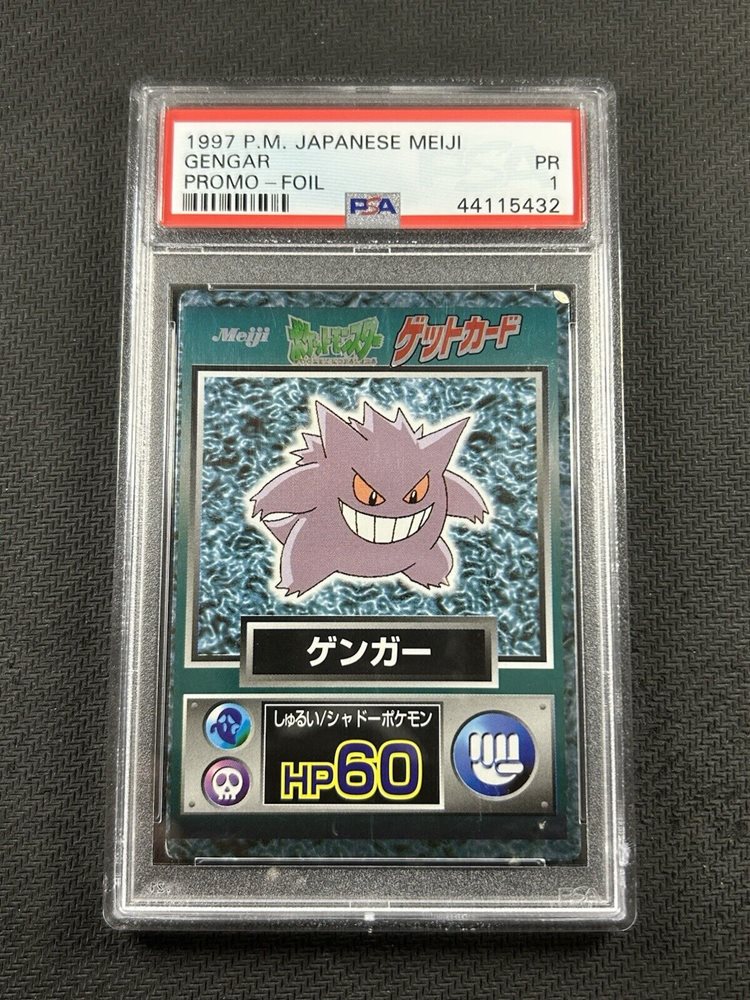 1997 P.M. JAPANESE MEIJI
GENGAR PR
PROMO – FOIL 1
PSA 44115432
Meiji ポケットモンスター ゲットカード
ゲンガー
しゅるい/シャドーポケモン
HP60
PSA